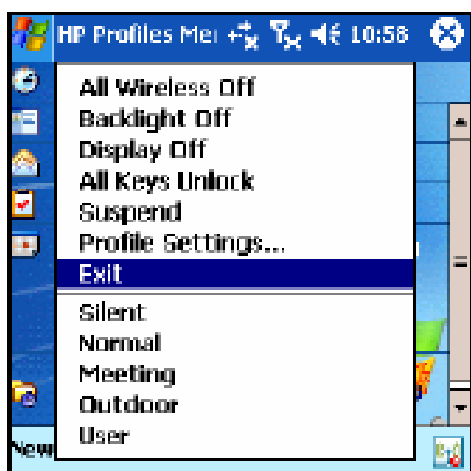 HP Profiles Me 10:58
All Wireless Off
Backlight Off
Display Off
All Keys Unlock
Suspend
Profile Settings...
Exit
Silent
Normal
Meeting
Outdoor
User
New